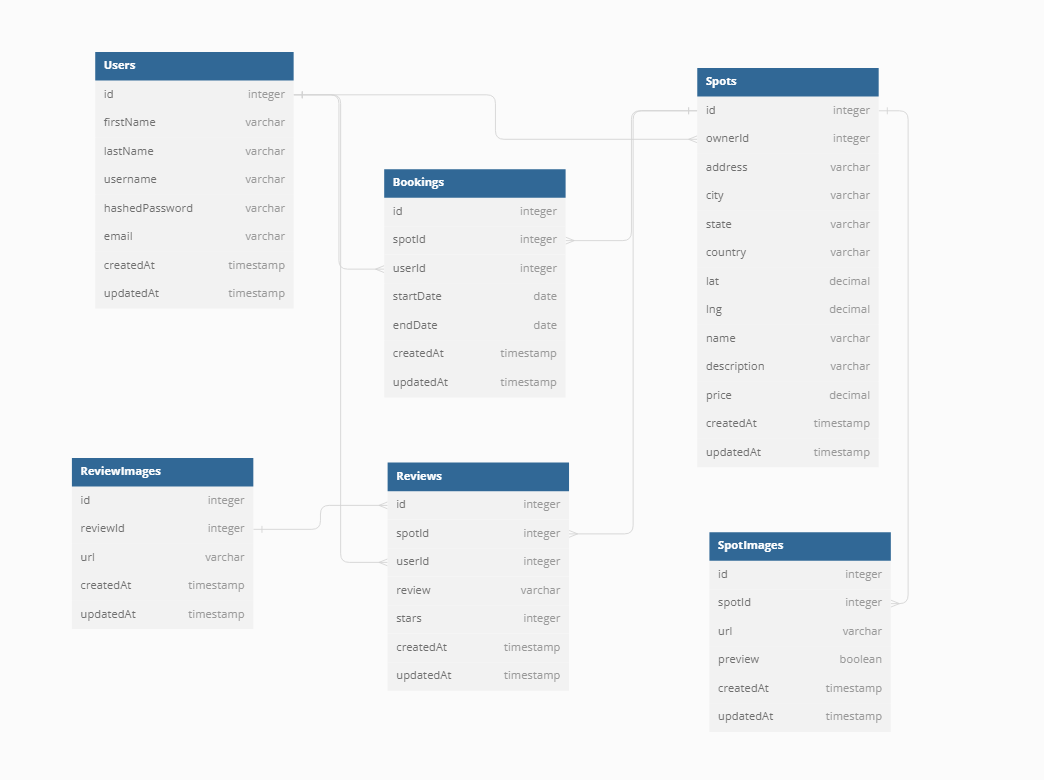 Users
id integer
firstName varchar
lastName varchar
username varchar
hashedPassword varchar
email varchar
createdAt timestamp
updatedAt timestamp
Spots
id integer
ownerId integer
address varchar
city varchar
state varchar
country varchar
lat decimal
lng decimal
name varchar
description varchar
price decimal
createdAt timestamp
updatedAt timestamp
Bookings
id integer
spotId integer
userId integer
startDate date
endDate date
createdAt timestamp
updatedAt timestamp
ReviewImages
id integer
reviewId integer
url varchar
createdAt timestamp
updatedAt timestamp
Reviews
id integer
spotId integer
userId integer
review varchar
stars integer
createdAt timestamp
updatedAt timestamp
SpotImages
id integer
spotId integer
url varchar
preview boolean
createdAt timestamp
updatedAt timestamp